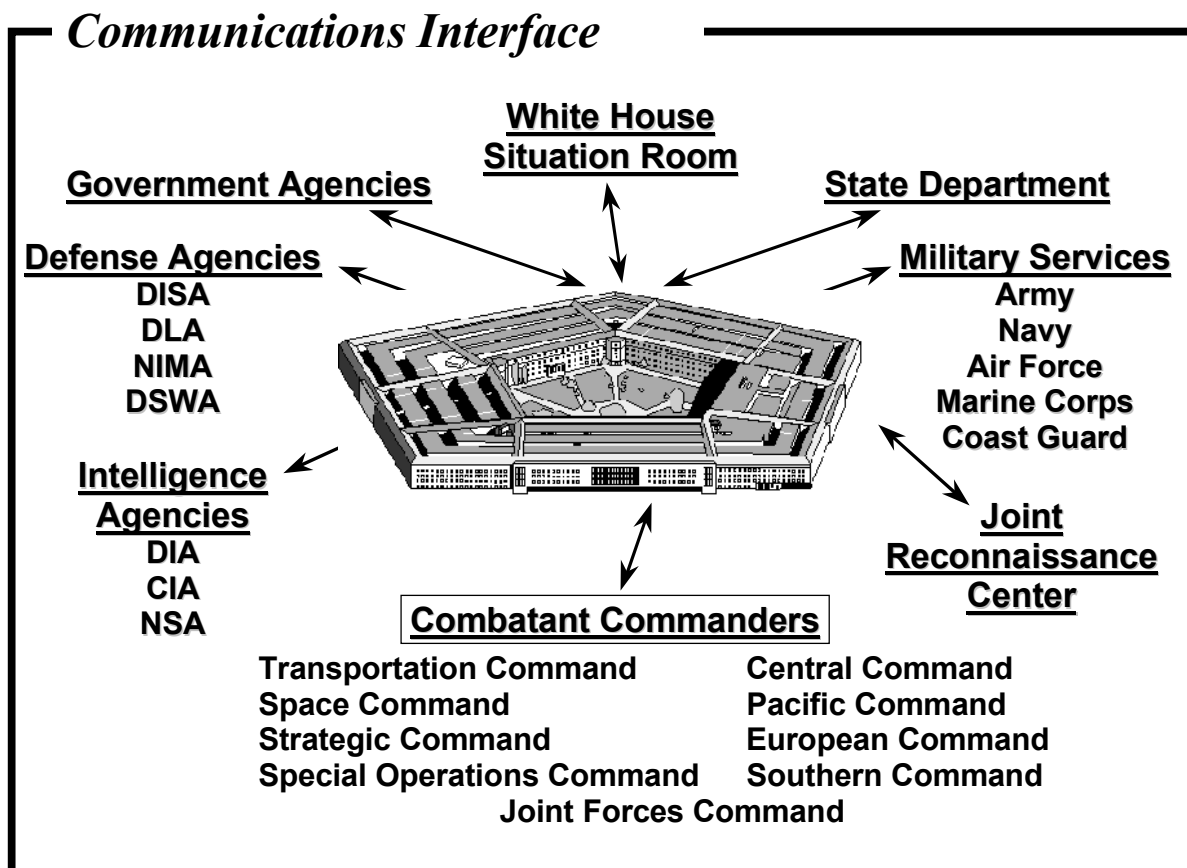 Communications Interface
White House
Situation Room
Government Agencies
State Department
Defense Agencies
DISA
DLA
NIMA
DSWA
Military Services
Army
Navy
Air Force
Marine Corps
Coast Guard
Intelligence
Agencies
DIA
CIA
NSA
Joint
Reconnaissance
Center
Combatant Commanders
Transportation Command
Space Command
Strategic Command
Special Operations Command
Central Command
Pacific Command
European Command
Southern Command
Joint Forces Command